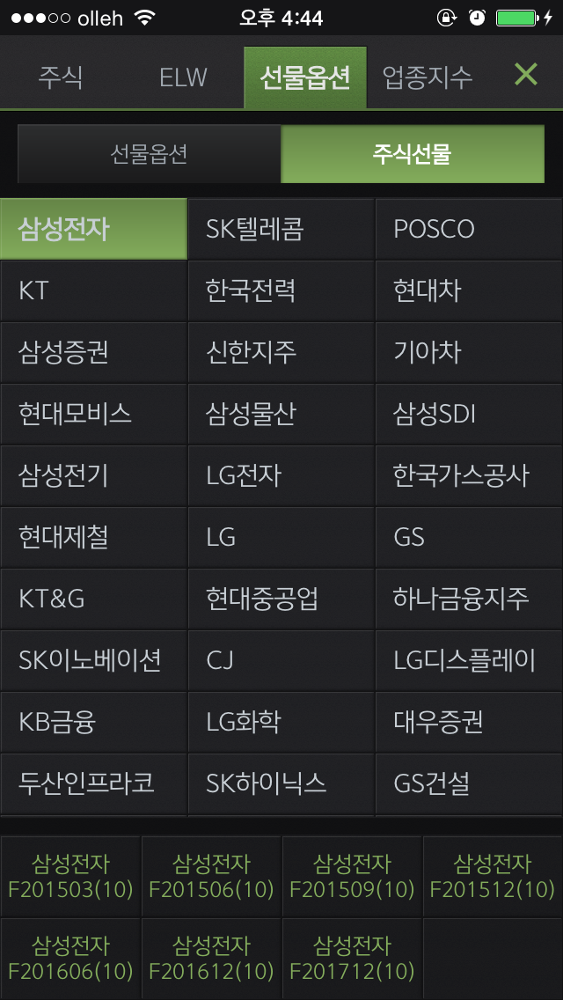 olleh 오후 4:44
주식 ELW 선물옵션 업종지수
선물옵션 주식선물
삼성전자 SK텔레콤 POSCO
KT 한국전력 현대차
삼성증권 신한지주 기아차
현대모비스 삼성물산 삼성SDI
삼성전기 LG전자 한국가스공사
현대제철 LG GS
KT&G 현대중공업 하나금융지주
SK이노베이션 CJ LG디스플레이
KB금융 LG화학 대우증권
두산인프라코 SK하이닉스 GS건설
삼성전자 삼성전자 삼성전자 삼성전자
F201503(10) F201506(10) F201509(10) F201512(10)
삼성전자 삼성전자 삼성전자
F201606(10) F201612(10) F201712(10)